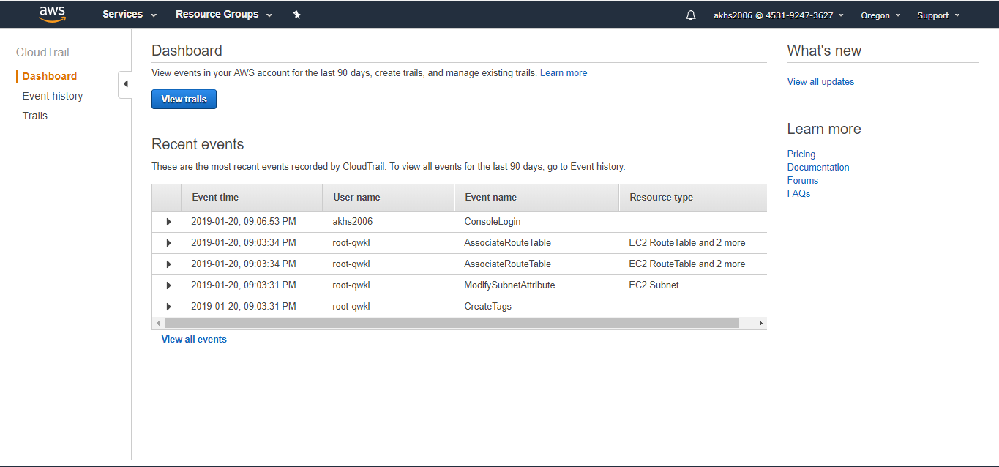 aws Services Resource Groups akhs2006 @ 4531-9247-3627 Oregon Support
CloudTrail
Dashboard
Event history
Trails
Dashboard
View events in your AWS account for the last 90 days, create trails, and manage existing trails. Learn more
View trails
Recent events
These are the most recent events recorded by CloudTrail. To view all events for the last 90 days, go to Event history.
Event time User name Event name Resource type
2019-01-20, 09:06:53 PM akhs2006 ConsoleLogin
2019-01-20, 09:03:34 PM root-qwkl AssociateRouteTable EC2 RouteTable and 2 more
2019-01-20, 09:03:34 PM root-qwkl AssociateRouteTable EC2 RouteTable and 2 more
2019-01-20, 09:03:31 PM root-qwkl ModifySubnetAttribute EC2 Subnet
2019-01-20, 09:03:31 PM root-qwkl CreateTags
View all events
What's new
View all updates
Learn more
Pricing
Documentation
Forums
FAQs